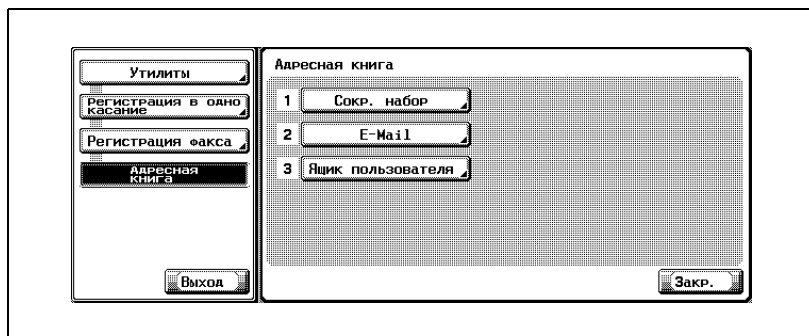 Утилиты
Регистрация в одно
касание
Регистрация факса
Адресная
книга
Выход
Адресная книга
1 Сокр. набор
2 E-Mail
3 Ящик пользователя
Закр.